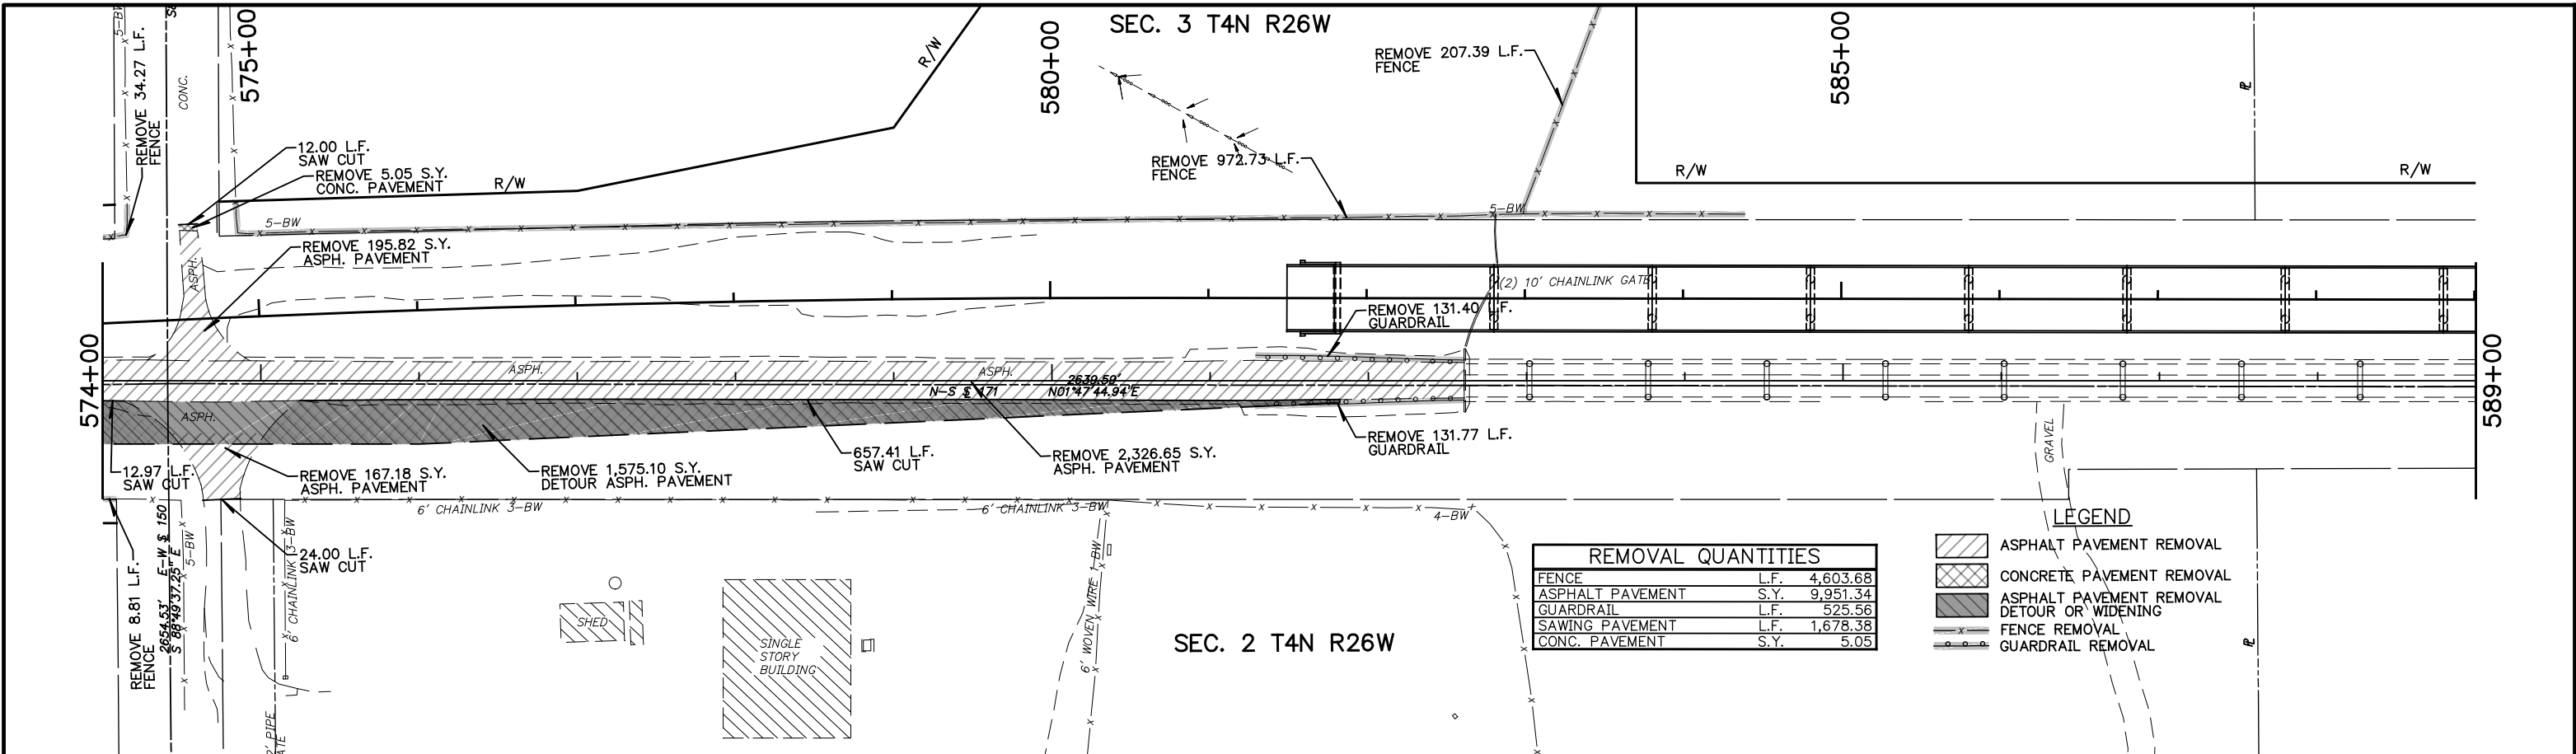 SEC. 3 T4N R26W
575+00
580+00
585+00
574+00
589+00
5-BW
REMOVE 34.27 L.F.
FENCE
CONC.
R/W
REMOVE 207.39 L.F.
FENCE
12.00 L.F.
SAW CUT
REMOVE 5.05 S.Y.
CONC. PAVEMENT
R/W
REMOVE 972.73 L.F.
FENCE
R/W
R/W
5-BW
5-BW
REMOVE 195.82 S.Y.
ASPH. PAVEMENT
ASPH.
(2) 10' CHAINLINK GATE
REMOVE 131.40 L.F.
GUARDRAIL
ASPH.
ASPH.
2639.59'
N01°47'44.94"E
ASPH.
REMOVE 131.77 L.F.
GUARDRAIL
657.41 L.F.
SAW CUT
REMOVE 2,326.65 S.Y.
ASPH. PAVEMENT
12.97 L.F.
SAW CUT
REMOVE 167.18 S.Y.
ASPH. PAVEMENT
REMOVE 1,575.10 S.Y.
DETOUR ASPH. PAVEMENT
GRAVEL
6' CHAINLINK 3-BW
6' CHAINLINK 3-BW
4-BW
REMOVE 8.81 L.F.
FENCE
2654.53'
S 88°49'37.25" E
5-BW
6' CHAINLINK 3-BW
24.00 L.F.
SAW CUT
SHED
SINGLE
STORY
BUILDING
6' WOVEN WIRE 1-BW
SEC. 2 T4N R26W
REMOVAL QUANTITIES
FENCE L.F. 4,603.68
ASPHALT PAVEMENT S.Y. 9,951.34
GUARDRAIL L.F. 525.56
SAWING PAVEMENT L.F. 1,678.38
CONC. PAVEMENT S.Y. 5.05
LEGEND
ASPHALT PAVEMENT REMOVAL
CONCRETE PAVEMENT REMOVAL
ASPHALT PAVEMENT REMOVAL
DETOUR OR WIDENING
FENCE REMOVAL
GUARDRAIL REMOVAL